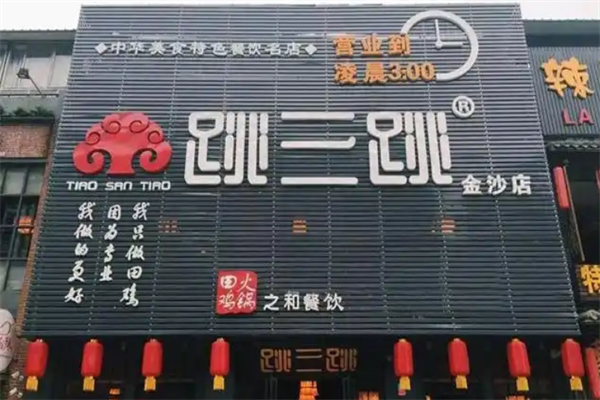 ◆中华美食特色餐饮名店◆
营业到
凌晨3:00
跳三跳®
TIAO SAN TIAO
金沙店
我只做田鸡
因为专业
我做的更好
田鸡
火锅
之和餐饮
跳三跳
辣
LA
特